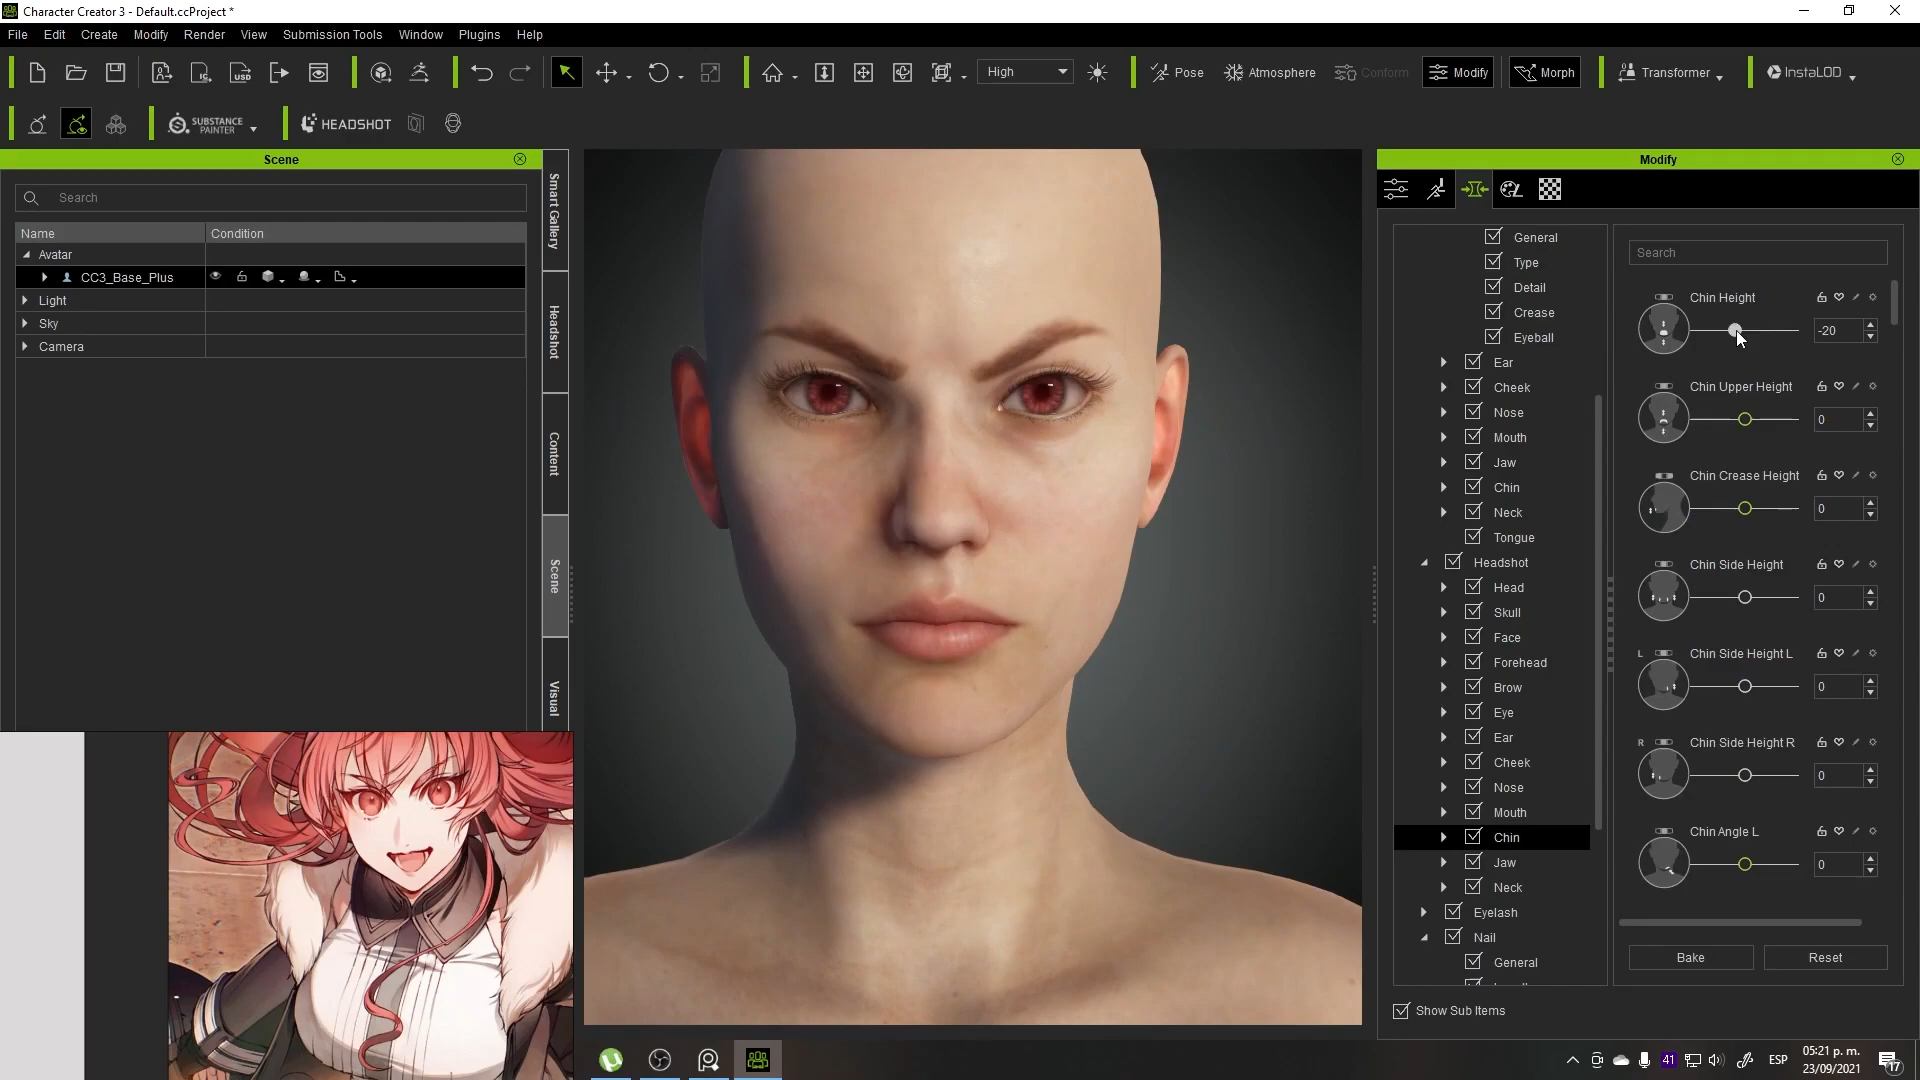 Character Creator 3 - Default.ccProject *
File Edit Create Modify Render View Submission Tools Window Plugins Help
High Pose Atmosphere Conform Modify Morph Transformer InstaLOD
SUBSTANCE PAINTER HEADSHOT
Scene
Search
Name Condition
Avatar
CC3_Base_Plus
Light
Sky
Camera
Smart Gallery
Headshot
Content
Scene
Visual
Modify
General
Type
Detail
Crease
Eyeball
Ear
Cheek
Nose
Mouth
Jaw
Chin
Neck
Tongue
Headshot
Head
Skull
Face
Forehead
Brow
Eye
Ear
Cheek
Nose
Mouth
Chin
Jaw
Neck
Eyelash
Nail
General
Show Sub Items
Search
Chin Height
-20
Chin Upper Height
0
Chin Crease Height
0
Chin Side Height
0
L Chin Side Height L
0
R Chin Side Height R
0
Chin Angle L
0
Bake Reset
41 ESP 05:21 p. m.
23/09/2021
17